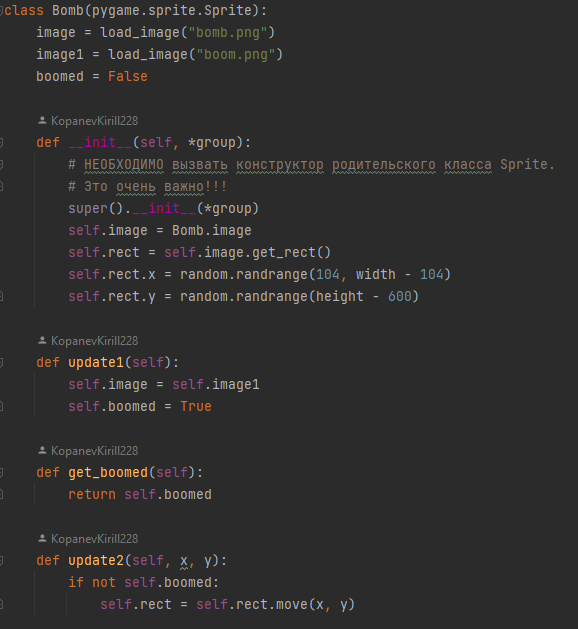 class Bomb(pygame.sprite.Sprite):
    image = load_image("bomb.png")
    image1 = load_image("boom.png")
    boomed = False
    KopanevKirill228
    def __init__(self, *group):
        # НЕОБХОДИМО вызвать конструктор родительского класса Sprite.
        # Это очень важно!!!
        super().__init__(*group)
        self.image = Bomb.image
        self.rect = self.image.get_rect()
        self.rect.x = random.randrange(104, width - 104)
        self.rect.y = random.randrange(height - 600)
    KopanevKirill228
    def update1(self):
        self.image = self.image1
        self.boomed = True
    KopanevKirill228
    def get_boomed(self):
        return self.boomed
    KopanevKirill228
    def update2(self, x, y):
        if not self.boomed:
            self.rect = self.rect.move(x, y)